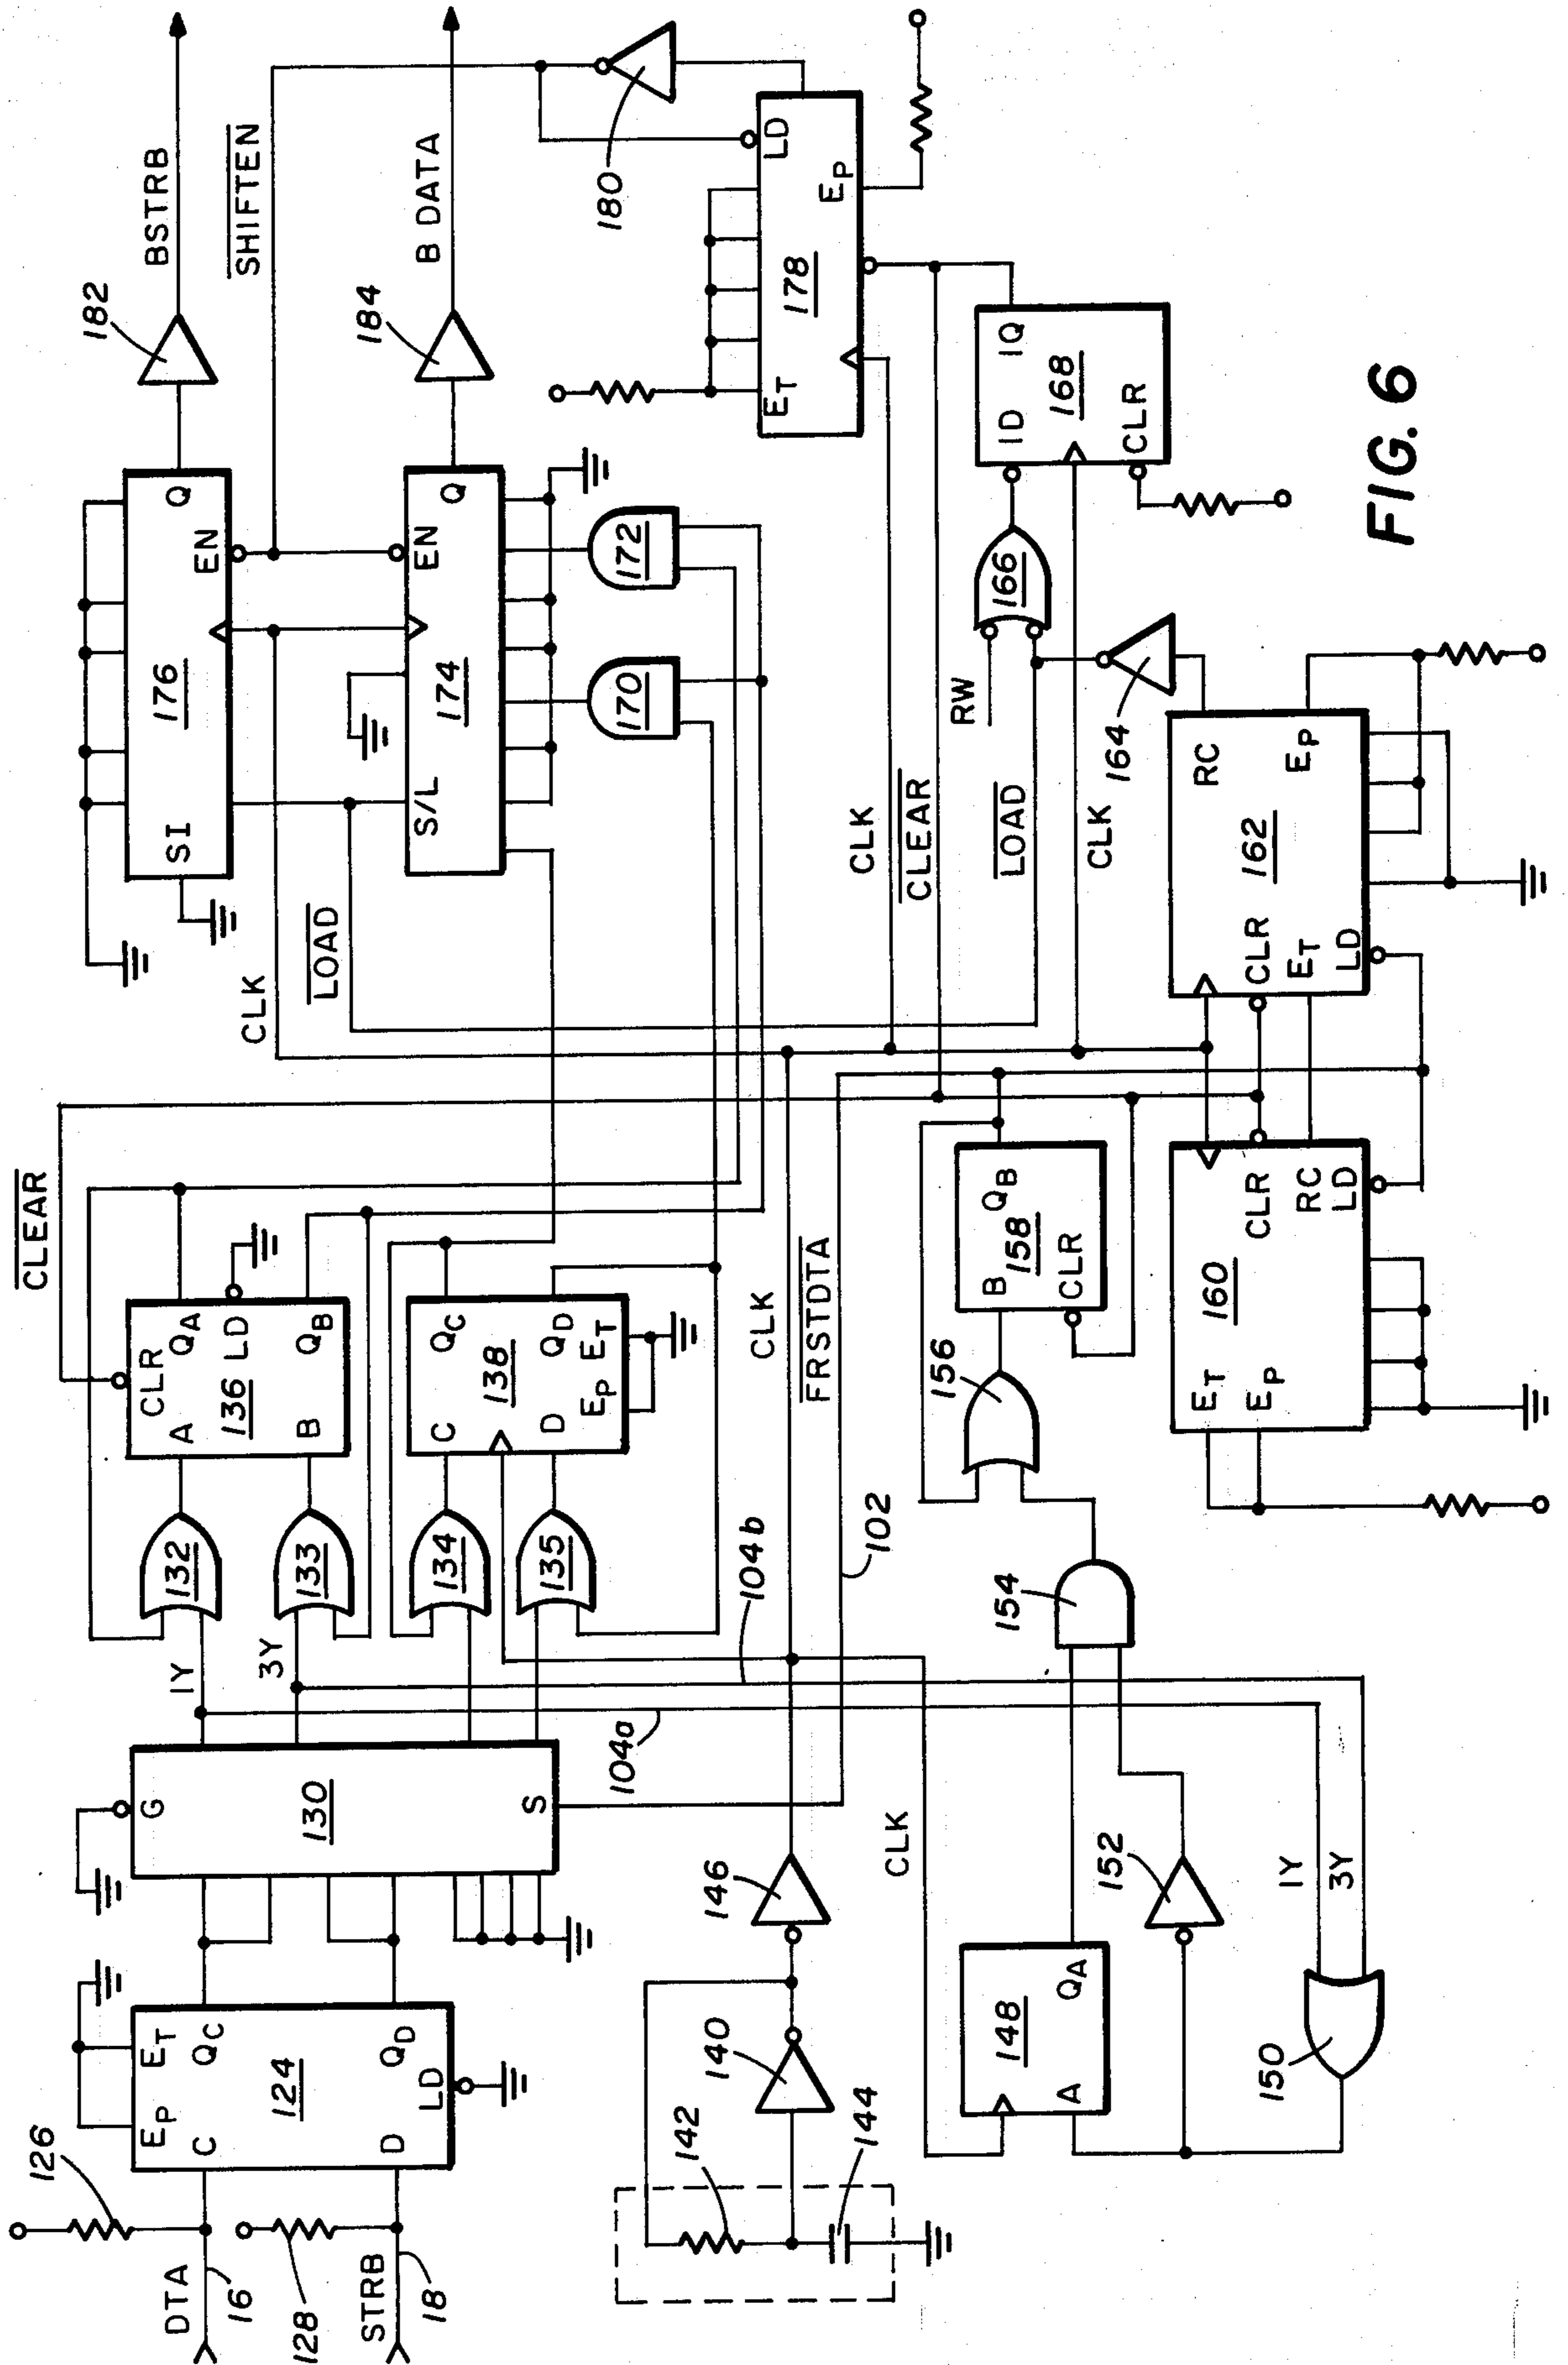 BSTRB
182
SHIFTEN
B DATA
184
180
SI
176
Q
EN
S/L
174
EN
Q
170
172
ET
178
LD
EP
CLK
LOAD
CLK
CLEAR
LOAD
CLK
RW
166
ID
IQ
168
CLR
164
RC
162
EP
CLR
ET
LD
CLEAR
CLR
A
QA
136
LD
B
QB
C
QC
138
D
QD
EP
ET
132
133
134
135
1Y
3Y
104b
104a
102
CLK
FRSTDTA
156
B
QB
158
CLR
154
ET
EP
160
CLR
RC
LD
G
130
S
EP
ET
C
QC
124
D
QD
LD
126
128
DTA
16
STRB
18
146
140
142
144
CLK
148
A
QA
152
150
1Y
3Y
FIG. 6